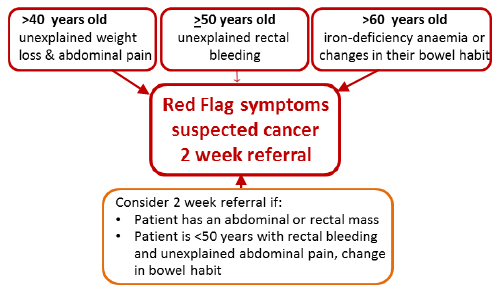 >40 years old
unexplained weight
loss & abdominal pain
≥50 years old
unexplained rectal
bleeding
>60 years old
iron-deficiency anaemia or
changes in their bowel habit
Red Flag symptoms
suspected cancer
2 week referral
Consider 2 week referral if:
• Patient has an abdominal or rectal mass
• Patient is <50 years with rectal bleeding
and unexplained abdominal pain, change
in bowel habit